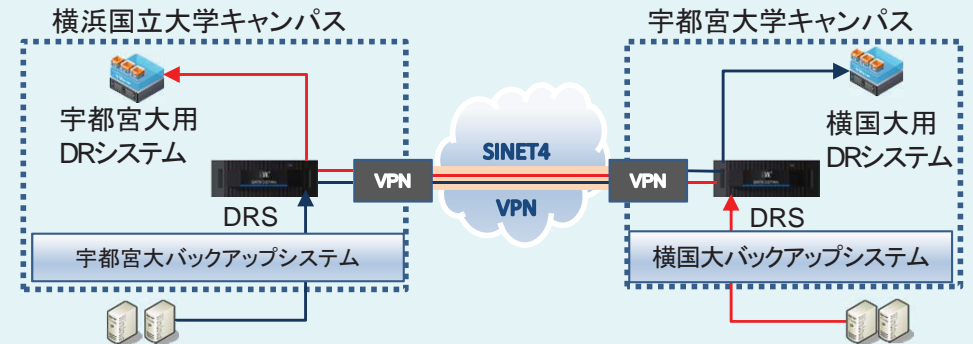 横浜国立大学キャンパス
宇都宮大学キャンパス
宇都宮大用
DRシステム
横国大用
DRシステム
SINET4
VPN
VPN
VPN
DRS
DRS
宇都宮大バックアップシステム
横国大バックアップシステム